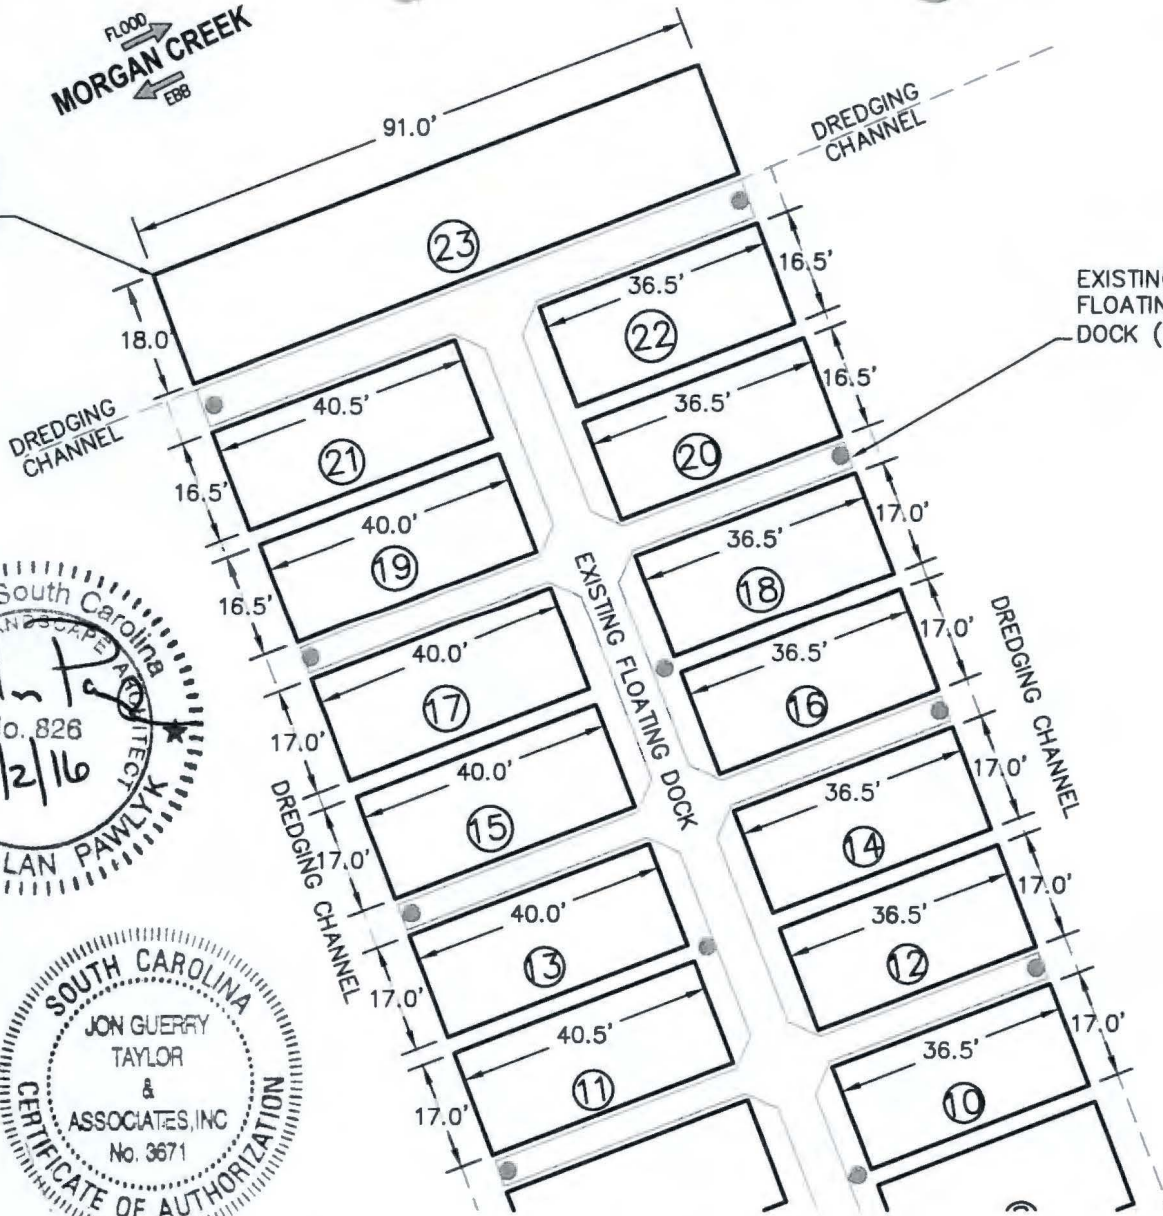 FLOOD
MORGAN CREEK
EBB
91.0'
DREDGING
CHANNEL
23
18.0'
16.5'
36.5'
22
EXISTING
FLOATING
DOCK (
16.5'
36.5'
20
DREDGING
CHANNEL
40.5'
21
16.5'
40.0'
19
16.5'
17.0'
36.5'
18
EXISTING FLOATING DOCK
40.0'
17
17.0'
36.5'
16
17.0'
DREDGING CHANNEL
40.0'
15
17.0'
DREDGING CHANNEL
17.0'
36.5'
14
40.0'
13
17.0'
36.5'
12
17.0'
40.5'
11
17.0'
36.5'
10
17.0'
South Carolina
LANDSCAPE ARCHITECT
No. 826
2/16
LAN PAWLYK
SOUTH CAROLINA
JON GUERRY
TAYLOR
&
ASSOCIATES, INC
No. 3671
CERTIFICATE OF AUTHORIZATION